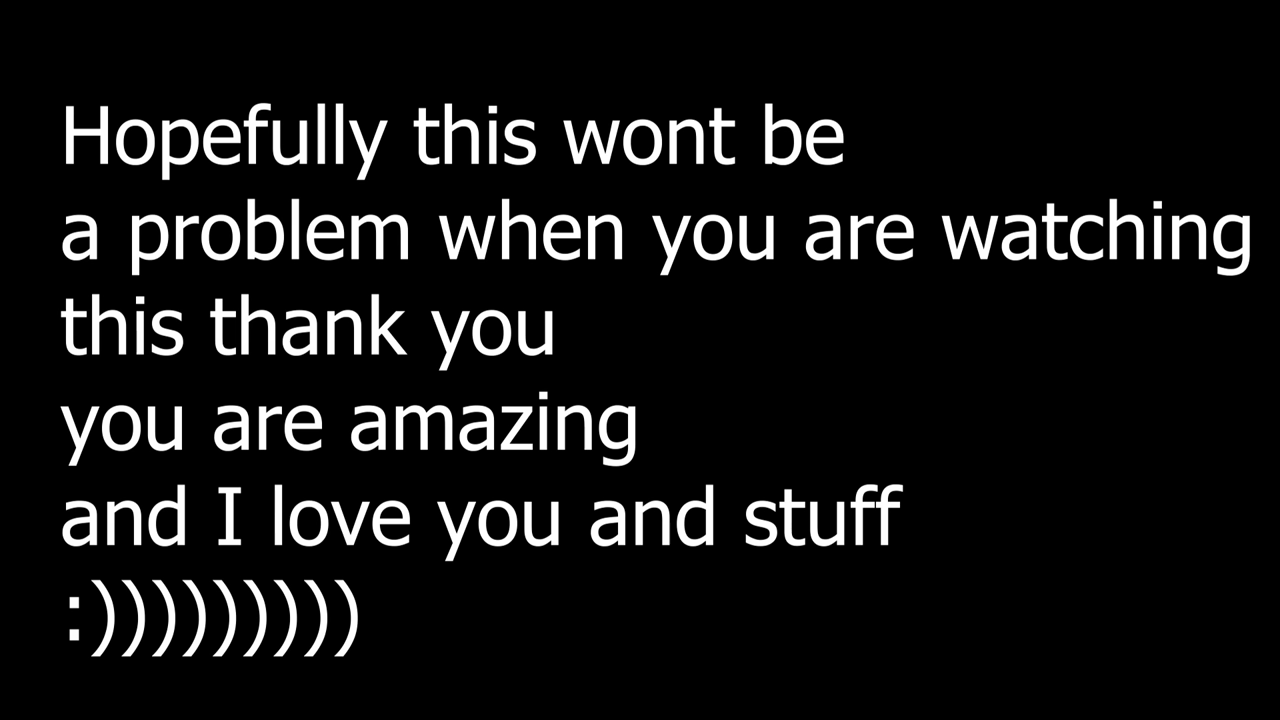 Hopefully this wont be
a problem when you are watching
this thank you
you are amazing
and I love you and stuff
:)))))))))